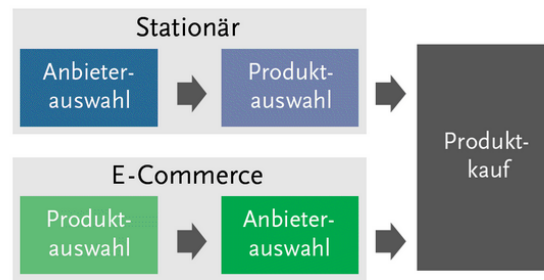 Stationär
Anbieter-
auswahl
Produkt-
auswahl
E-Commerce
Produkt-
auswahl
Anbieter-
auswahl
Produkt-
kauf